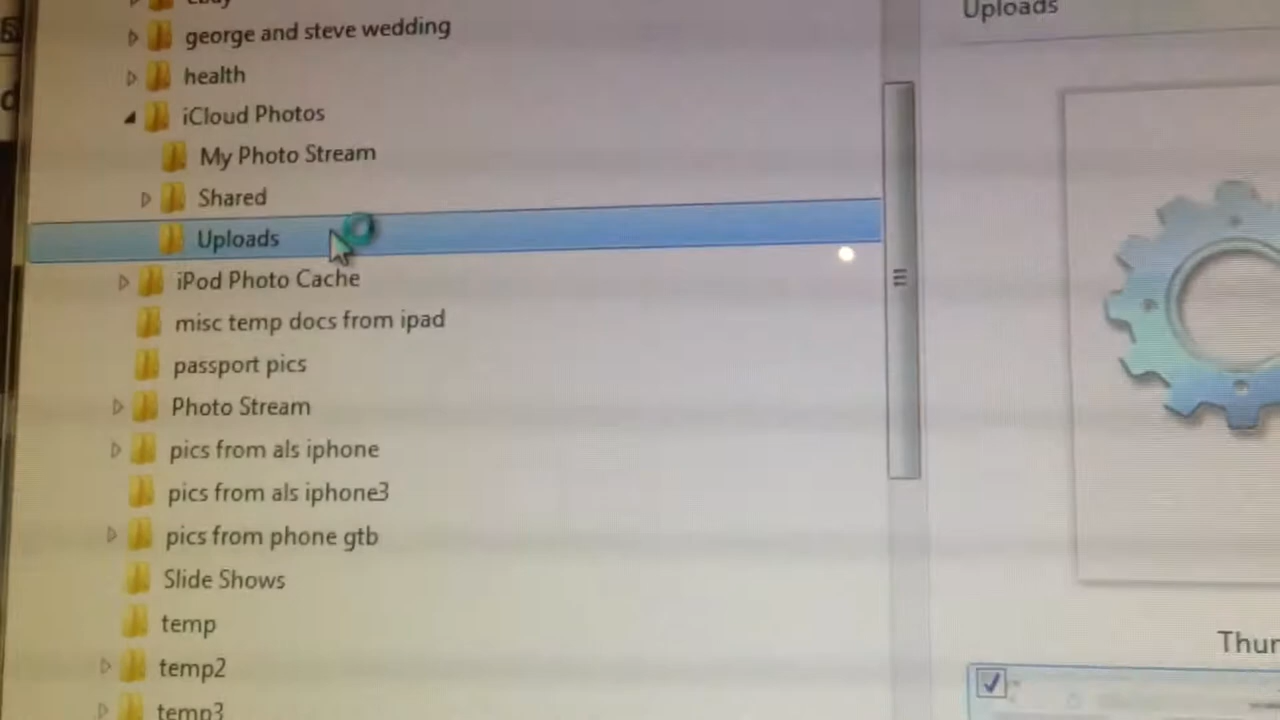 Uploads
george and steve wedding
health
iCloud Photos
My Photo Stream
Shared
Uploads
iPod Photo Cache
misc temp docs from ipad
passport pics
Photo Stream
pics from als iphone
pics from als iphone3
pics from phone gtb
Slide Shows
temp
Thur
temp2
temp3